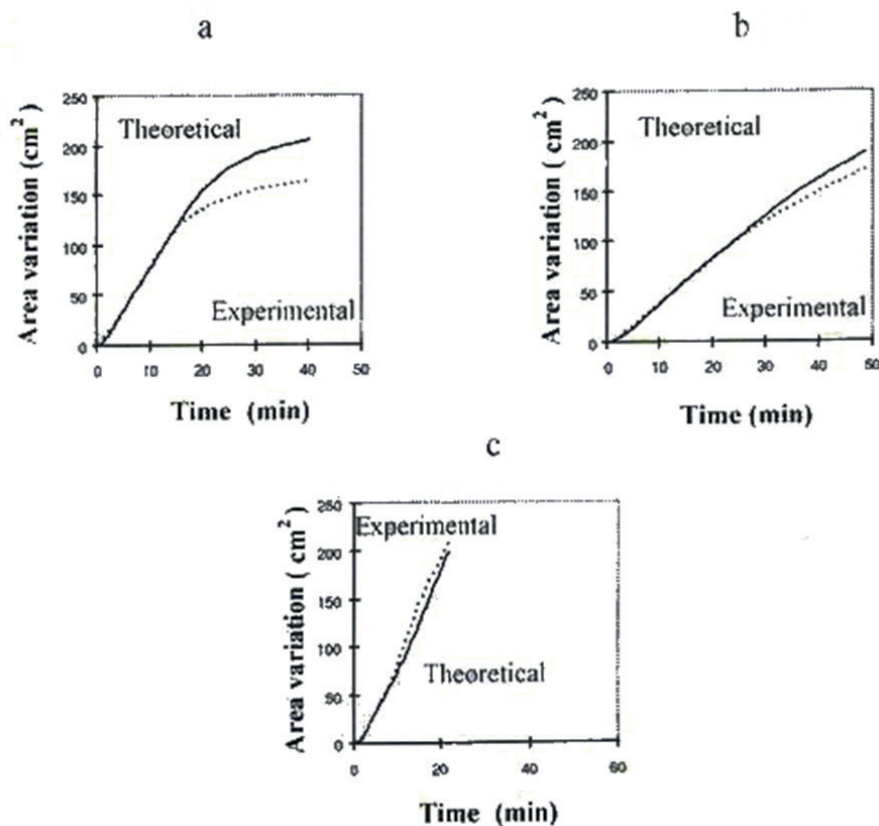 a
250
200
150
100
50
0
Area variation (cm²)
Theoretical
Experimental
0 10 20 30 40 50
Time (min)
b
250
200
150
100
50
0
Area variation ( cm²)
Theoretical
Experimental
0 10 20 30 40 50
Time (min)
c
250
200
150
100
50
0
Area variation ( cm²)
Experimental
Theoretical
0 20 40 60
Time (min)